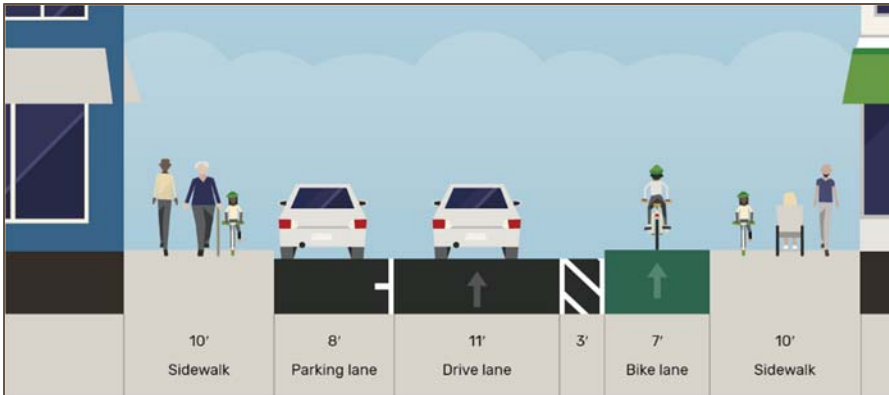 10′ 8′ 11′ 3′ 7′ 10′
Sidewalk Parking lane Drive lane Bike lane Sidewalk